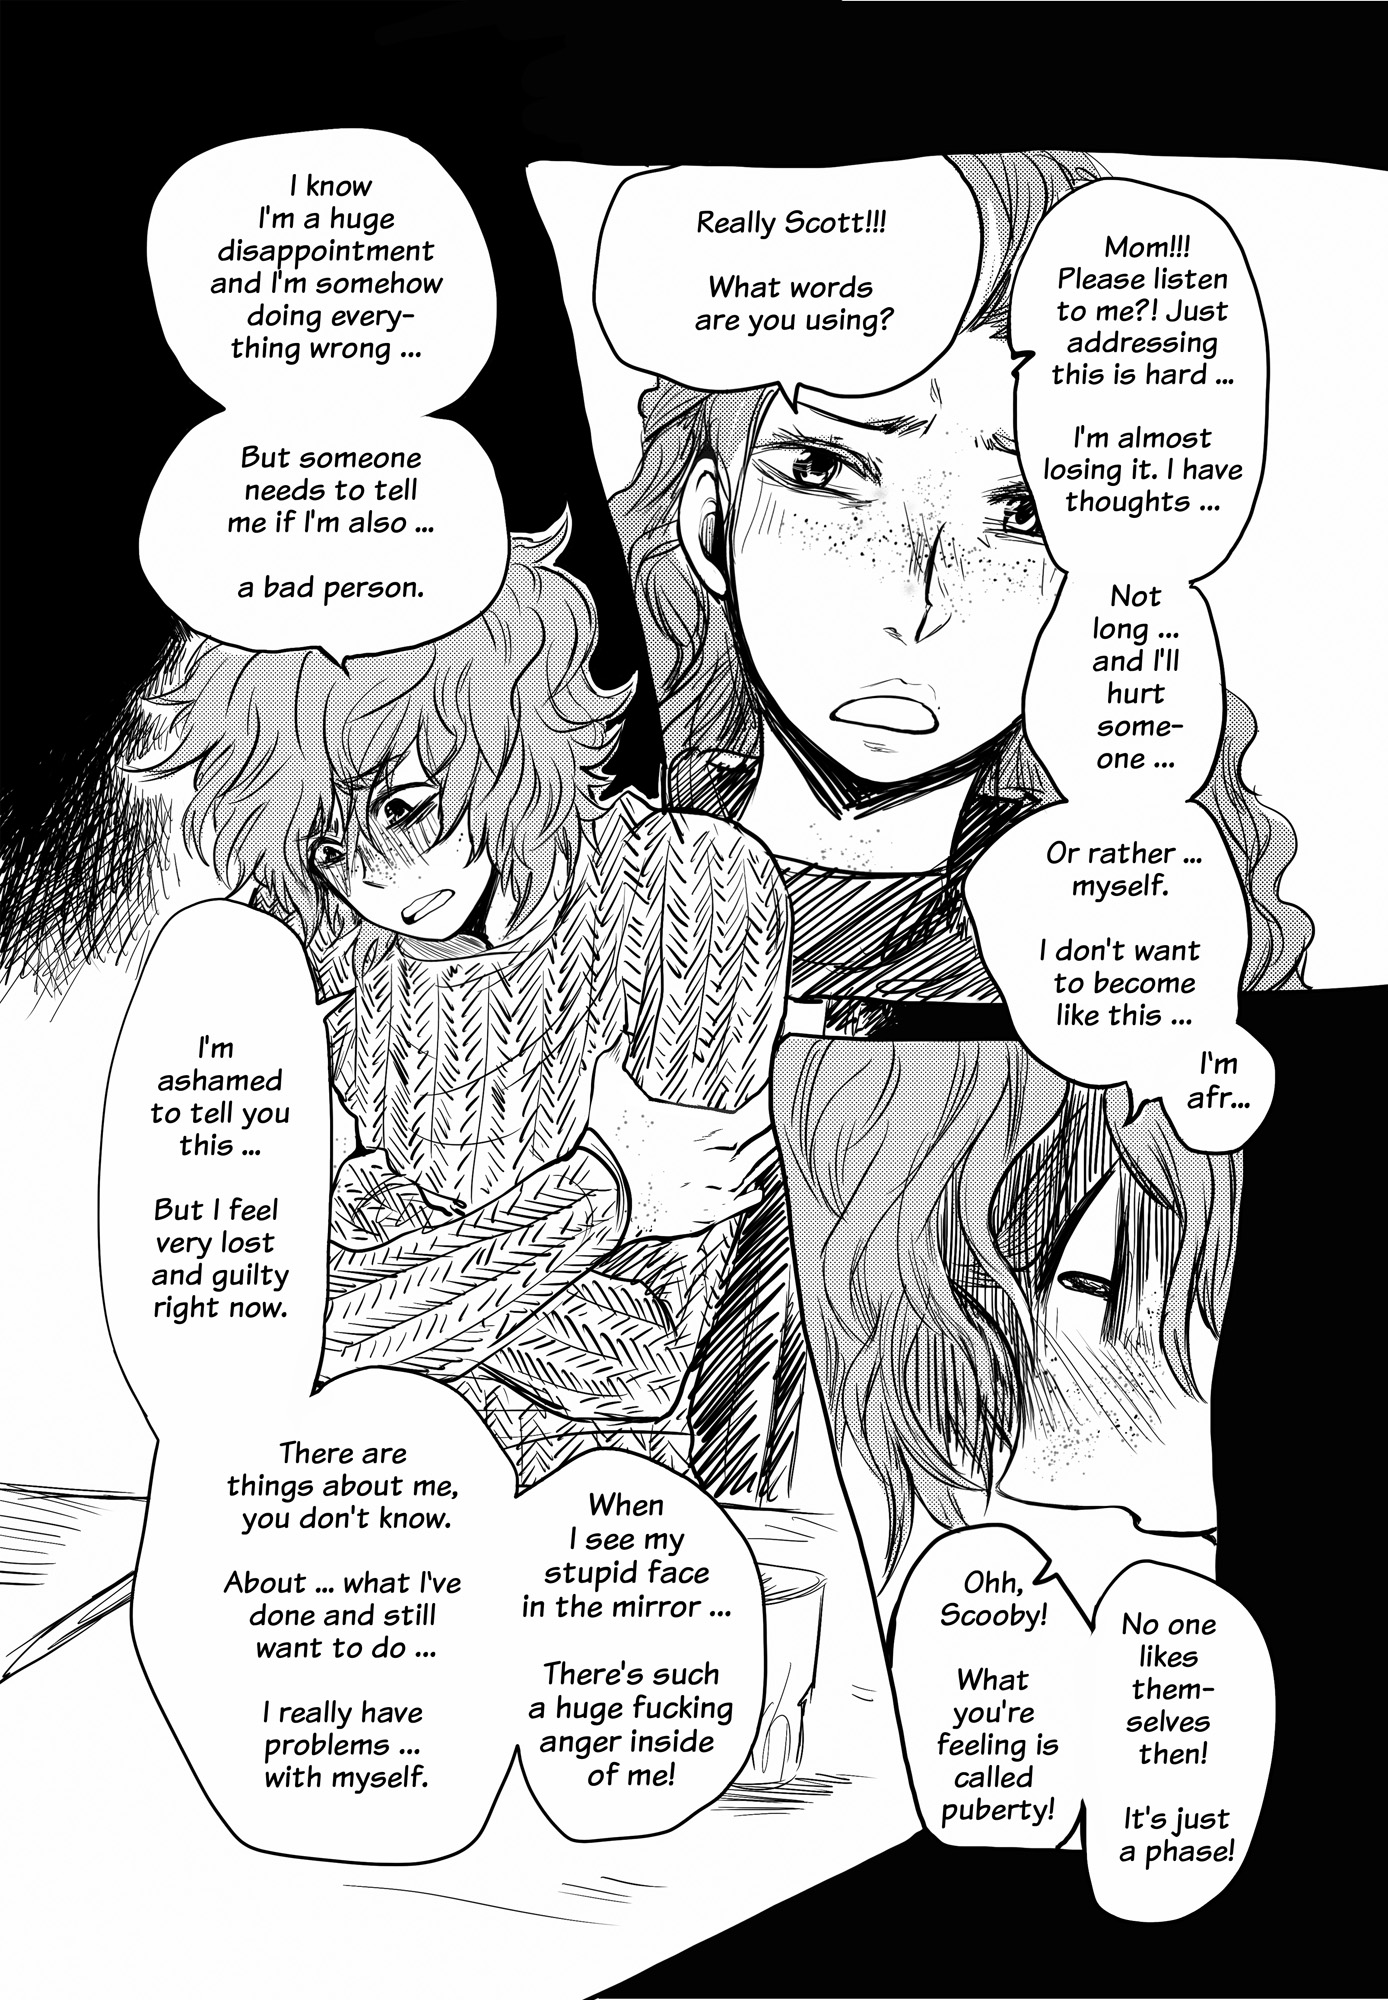 I know
I'm a huge
disappointment
and I'm somehow
doing every-
thing wrong ...
But someone
needs to tell
me if I'm also ...
a bad person.
I'm
ashamed
to tell you
this ...
But I feel
very lost
and guilty
right now.
There are
things about me,
you don't know.
About ... what I've
done and still
want to do ...
I really have
problems ...
with myself.
When
I see my
stupid face
in the mirror ...
There's such
a huge fucking
anger inside
of me!
Really Scott!!!
What words
are you using?
Mom!!!
Please listen
to me?! Just
addressing
this is hard ...
I'm almost
losing it. I have
thoughts ...
Not
long ...
and I'll
hurt
some-
one ...
Or rather ...
myself.
I don't want
to become
like this ...
I'm
afr...
Ohh,
Scooby!
What
you're
feeling is
called
puberty!
No one
likes
them-
selves
then!
It's just
a phase!